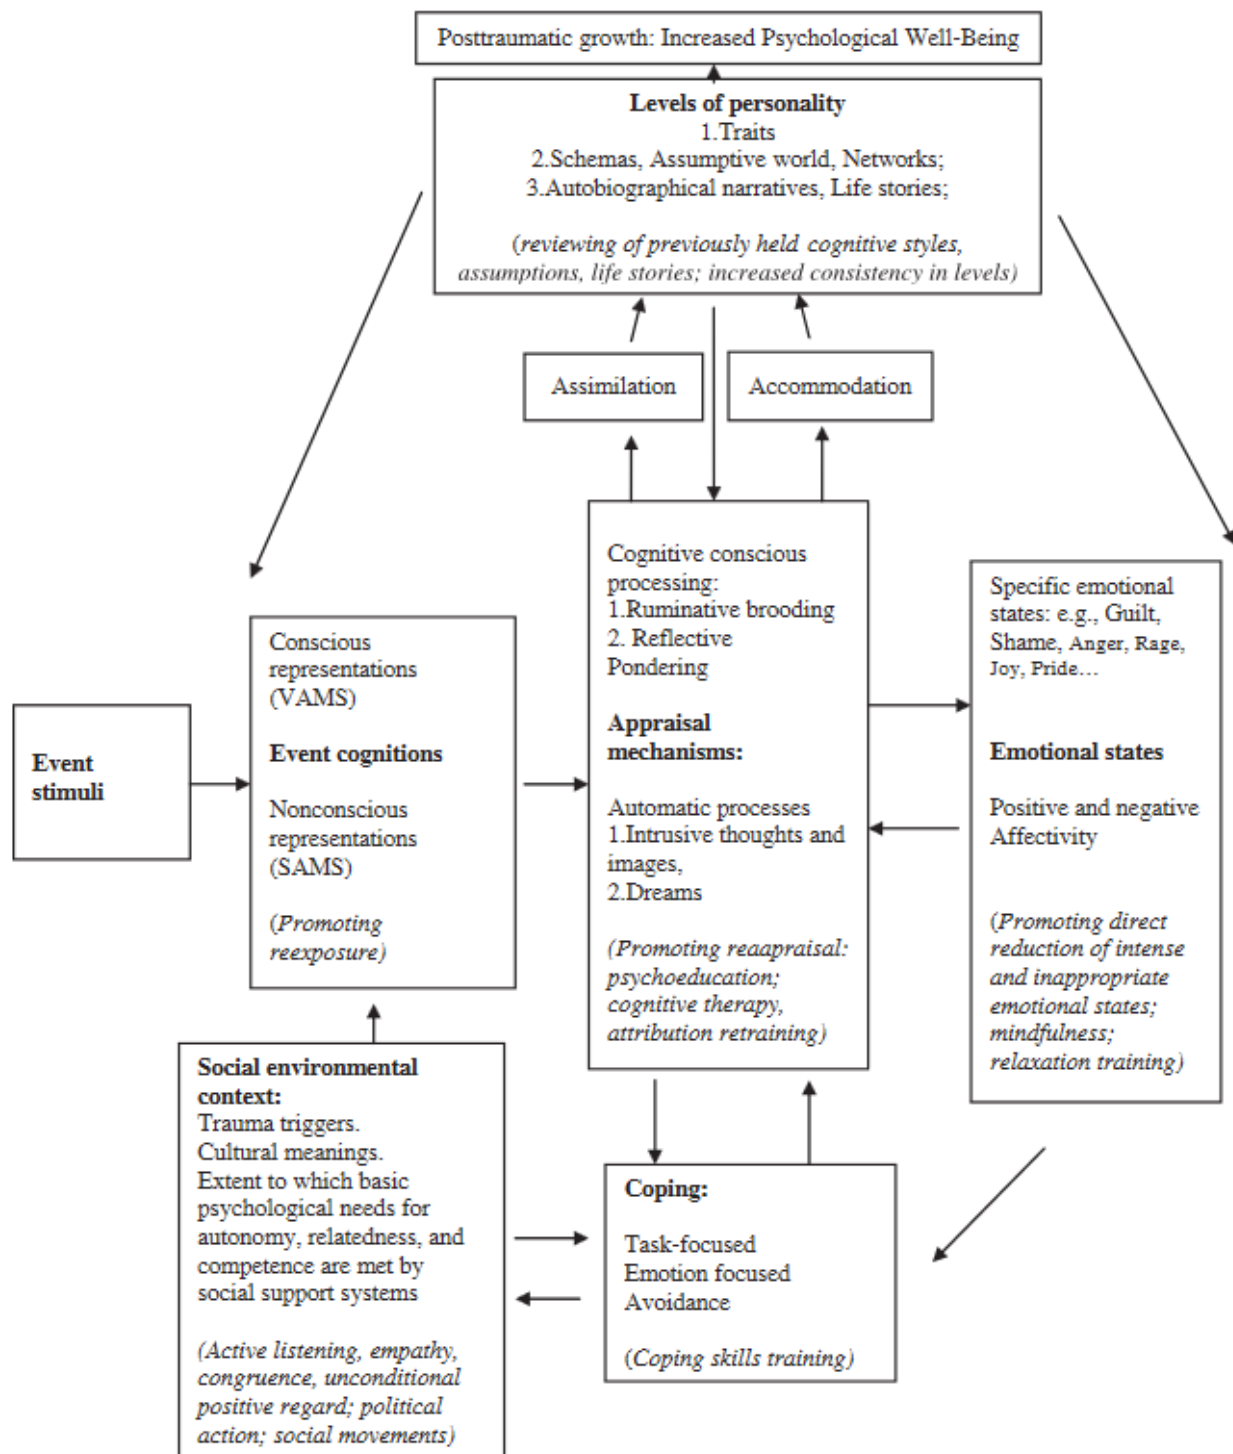 Posttraumatic growth: Increased Psychological Well-Being
Levels of personality
1.Traits
2.Schemas, Assumptive world, Networks;
3.Autobiographical narratives, Life stories;
(reviewing of previously held cognitive styles,
assumptions, life stories; increased consistency in levels)
Assimilation
Accommodation
Event
stimuli
Conscious
representations
(VAMS)
Event cognitions
Nonconscious
representations
(SAMS)
(Promoting
reexposure)
Cognitive conscious
processing:
1.Ruminative brooding
2. Reflective
Pondering
Appraisal
mechanisms:
Automatic processes
1.Intrusive thoughts and
images,
2.Dreams
(Promoting reaapraisal:
psychoeducation;
cognitive therapy,
attribution retraining)
Specific emotional
states: e.g., Guilt,
Shame, Anger, Rage,
Joy, Pride…
Emotional states
Positive and negative
Affectivity
(Promoting direct
reduction of intense
and inappropriate
emotional states;
mindfulness;
relaxation training)
Social environmental
context:
Trauma triggers.
Cultural meanings.
Extent to which basic
psychological needs for
autonomy, relatedness, and
competence are met by
social support systems
(Active listening, empathy,
congruence, unconditional
positive regard; political
action; social movements)
Coping:
Task-focused
Emotion focused
Avoidance
(Coping skills training)